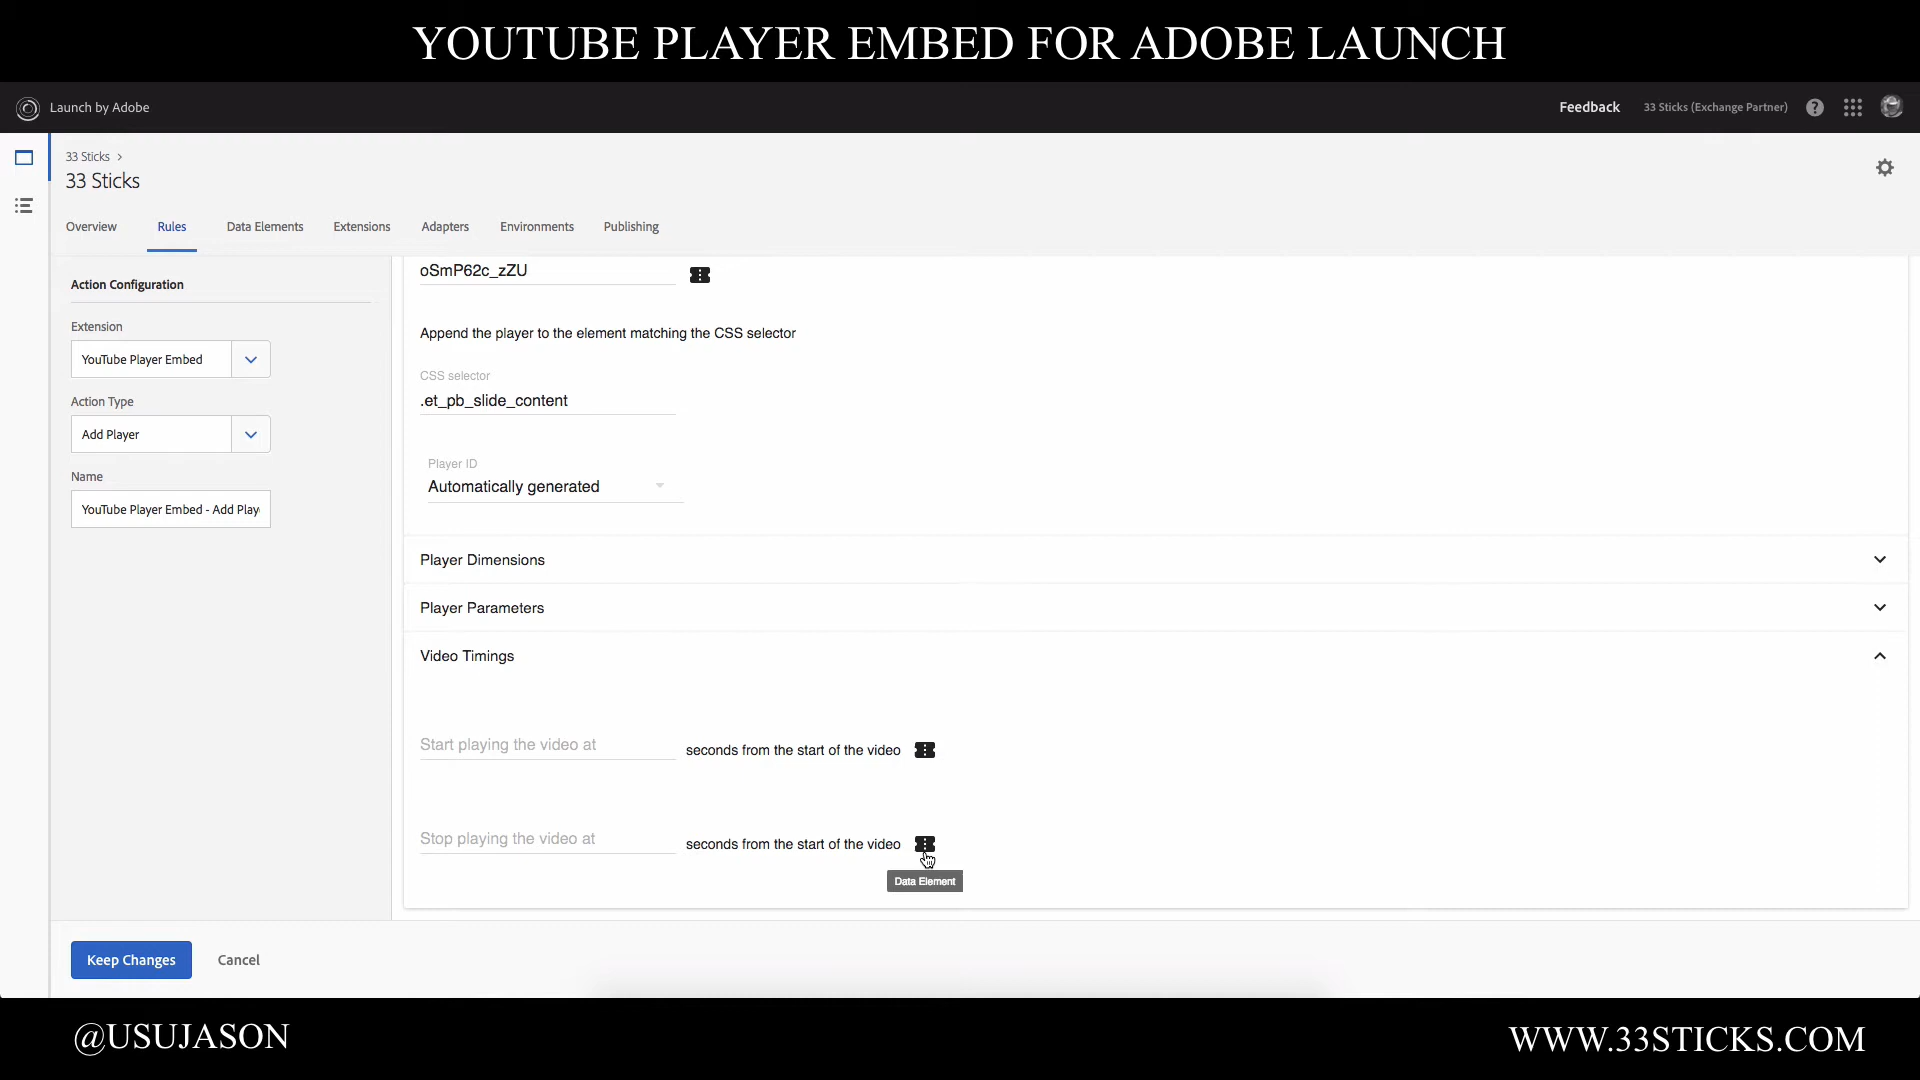 YOUTUBE PLAYER EMBED FOR ADOBE LAUNCH
Launch by Adobe
Feedback
33 Sticks (Exchange Partner)
33 Sticks
33 Sticks
Overview
Rules
Data Elements
Extensions
Adapters
Environments
Publishing
Action Configuration
Extension
YouTube Player Embed
Action Type
Add Player
Name
YouTube Player Embed - Add Play
oSmP62c_zZU
Append the player to the element matching the CSS selector
CSS selector
.et_pb_slide_content
Player ID
Automatically generated
Player Dimensions
Player Parameters
Video Timings
Start playing the video at seconds from the start of the video
Stop playing the video at seconds from the start of the video
Data Element
Keep Changes
Cancel
@USUJASON
WWW.33STICKS.COM